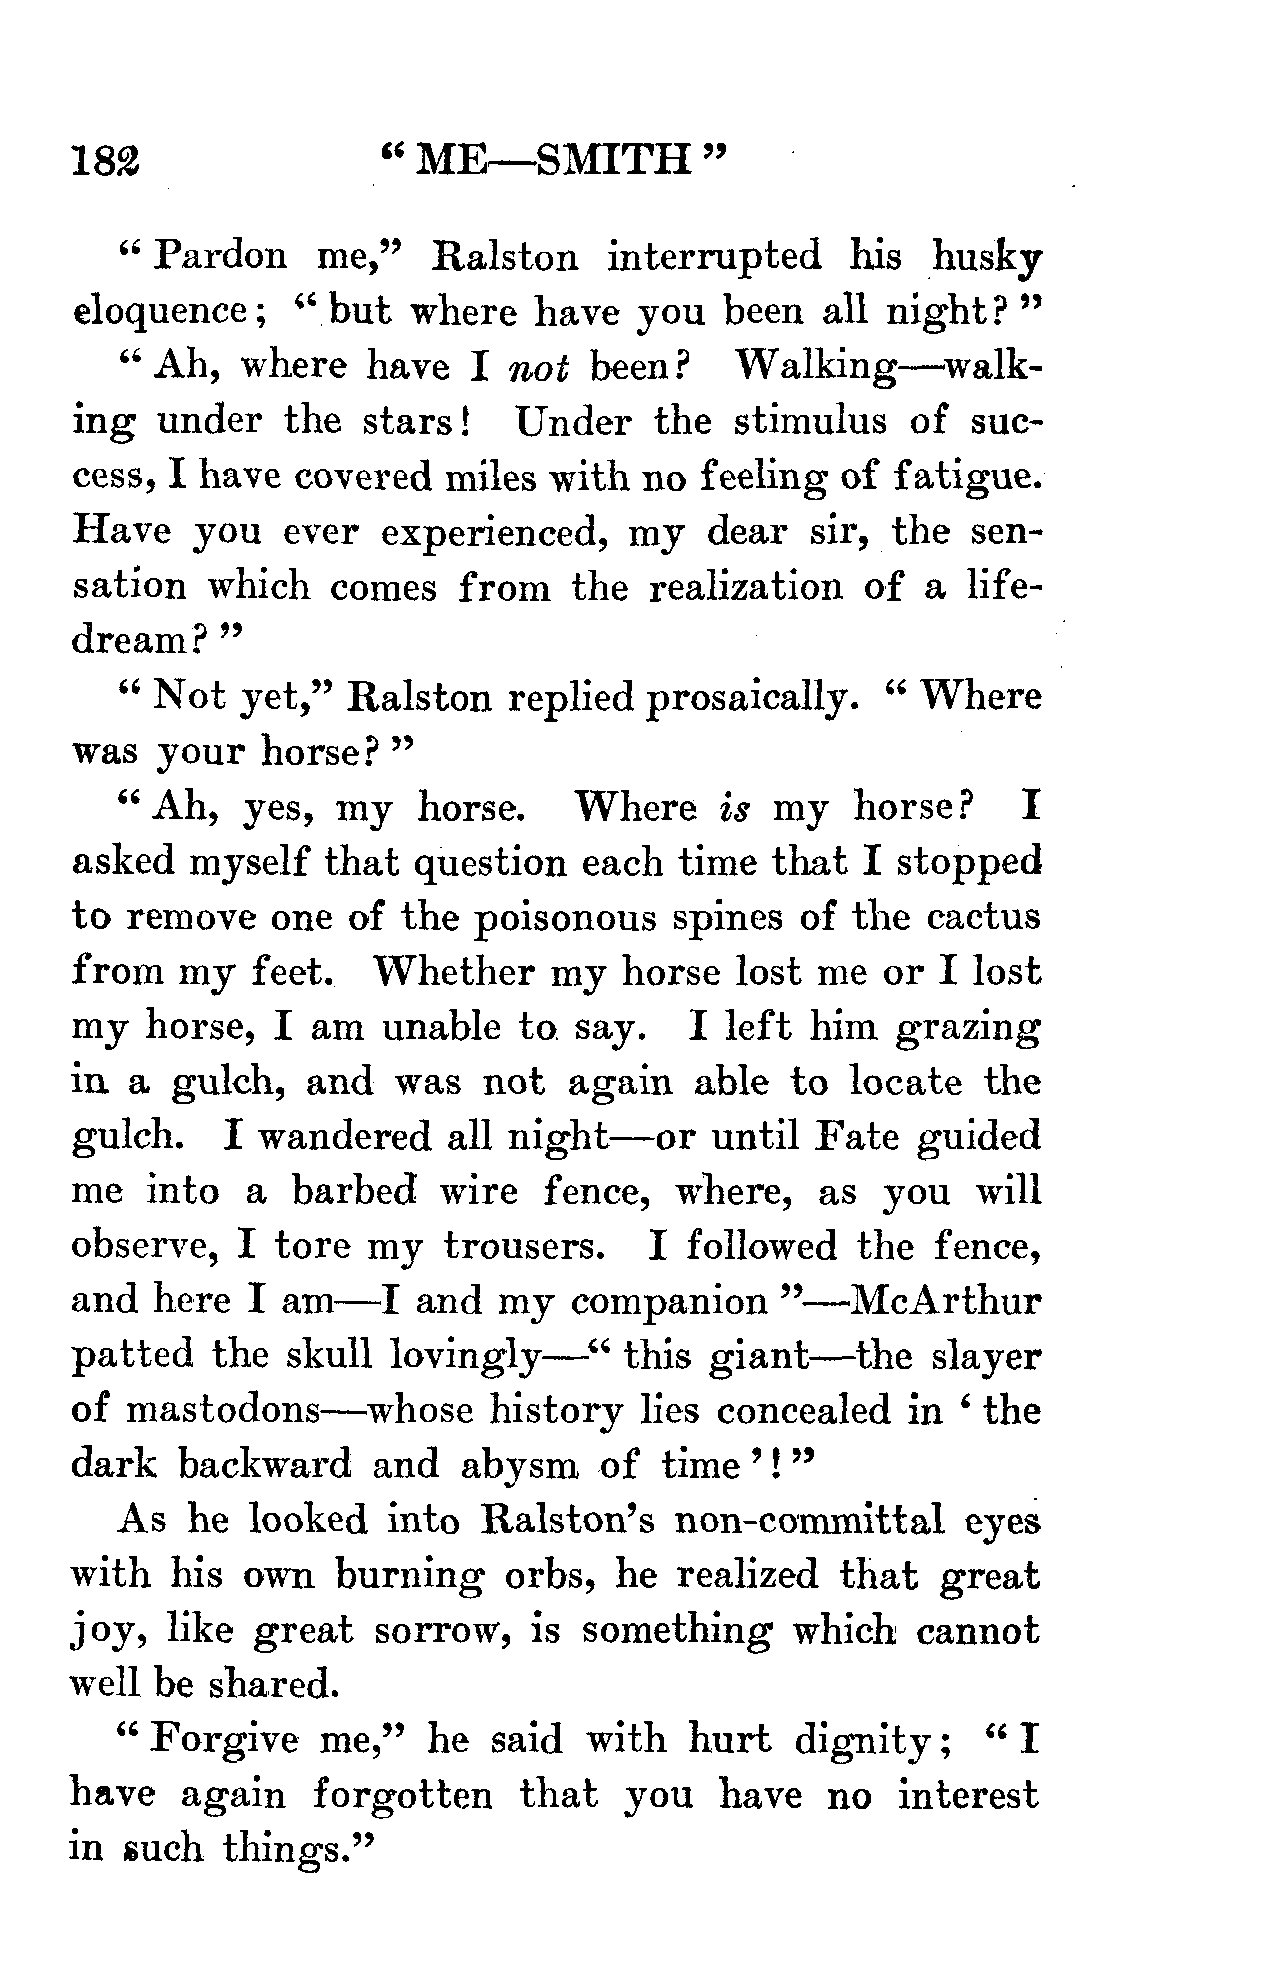 182 “ ME—SMITH ”
“ Pardon me,” Ralston interrupted his husky
eloquence ; “ but where have you been all night? ”
“ Ah, where have I not been? Walking—walk-
ing under the stars! Under the stimulus of suc-
cess, I have covered miles with no feeling of fatigue.
Have you ever experienced, my dear sir, the sen-
sation which comes from the realization of a life-
dream? ”
“ Not yet,” Ralston replied prosaically. “ Where
was your horse? ”
“ Ah, yes, my horse. Where is my horse? I
asked myself that question each time that I stopped
to remove one of the poisonous spines of the cactus
from my feet. Whether my horse lost me or I lost
my horse, I am unable to say. I left him grazing
in a gulch, and was not again able to locate the
gulch. I wandered all night—or until Fate guided
me into a barbed wire fence, where, as you will
observe, I tore my trousers. I followed the fence,
and here I am—I and my companion ”—McArthur
patted the skull lovingly—“ this giant—the slayer
of mastodons—whose history lies concealed in ‘ the
dark backward and abysm of time ’ ! ”
As he looked into Ralston’s non-committal eyes
with his own burning orbs, he realized that great
joy, like great sorrow, is something which cannot
well be shared.
“ Forgive me,” he said with hurt dignity ; “ I
have again forgotten that you have no interest
in such things.”